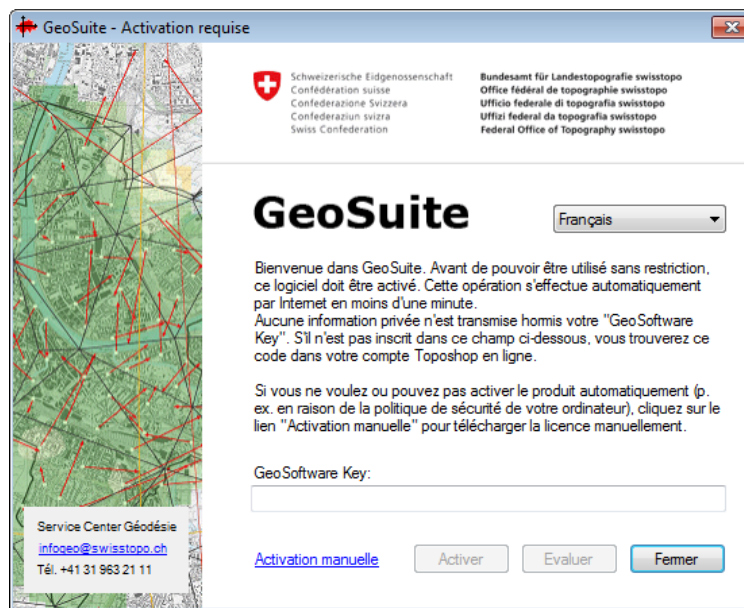 GeoSuite - Activation requise
Schweizerische Eidgenossenschaft
Confédération suisse
Confederazione Svizzera
Confederaziun svizra
Swiss Confederation
Bundesamt für Landestopografie swisstopo
Office fédéral de topographie swisstopo
Ufficio federale di topografia swisstopo
Uffizi federal da topografia swisstopo
Federal Office of Topography swisstopo
GeoSuite
Français
Bienvenue dans GeoSuite. Avant de pouvoir être utilisé sans restriction,
ce logiciel doit être activé. Cette opération s'effectue automatiquement
par Internet en moins d'une minute.
Aucune information privée n'est transmise hormis votre "GeoSoftware
Key". S'il n'est pas inscrit dans ce champ ci-dessous, vous trouverez ce
code dans votre compte Toposhop en ligne.
Si vous ne voulez ou pouvez pas activer le produit automatiquement (p.
ex. en raison de la politique de sécurité de votre ordinateur), cliquez sur le
lien "Activation manuelle" pour télécharger la licence manuellement.
GeoSoftware Key:
Service Center Géodésie
infogeo@swisstopo.ch
Tél. +41 31 963 21 11
Activation manuelle
Activer
Evaluer
Fermer